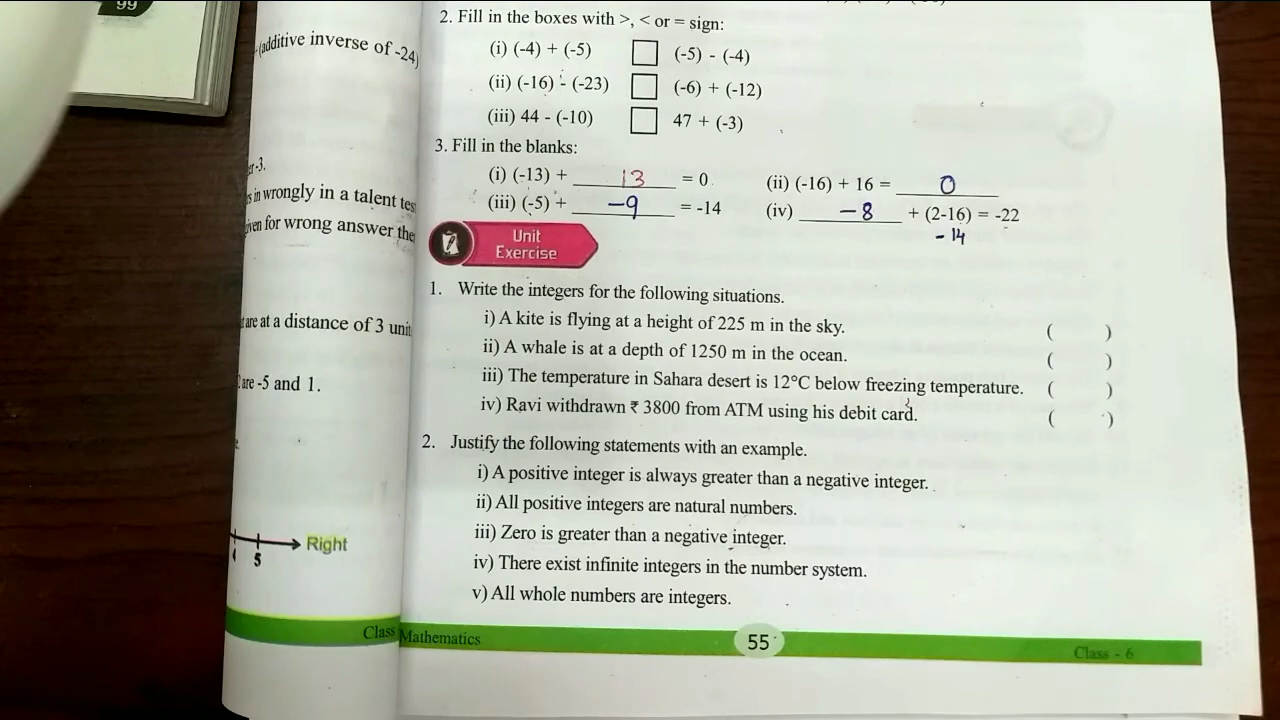 99
-(additive inverse of -24)
2. Fill in the boxes with >, < or = sign:
(i) (-4) + (-5) □ (-5) - (-4)
(ii) (-16) - (-23) □ (-6) + (-12)
(iii) 44 - (-10) □ 47 + (-3)
3. Fill in the blanks:
(i) (-13) + 13 = 0 (ii) (-16) + 16 = 0
(iii) (-5) + -9 = -14 (iv) -8 + (2-16) = -22
-14
-3.
in wrongly in a talent tes
for wrong answer the
are at a distance of 3 unit
are -5 and 1.
4 5 Right
Unit
Exercise
1. Write the integers for the following situations.
i) A kite is flying at a height of 225 m in the sky. ( )
ii) A whale is at a depth of 1250 m in the ocean. ( )
iii) The temperature in Sahara desert is 12°C below freezing temperature. ( )
iv) Ravi withdrawn ₹ 3800 from ATM using his debit card. ( )
2. Justify the following statements with an example.
i) A positive integer is always greater than a negative integer.
ii) All positive integers are natural numbers.
iii) Zero is greater than a negative integer.
iv) There exist infinite integers in the number system.
v) All whole numbers are integers.
Class Mathematics 55 Class - 6